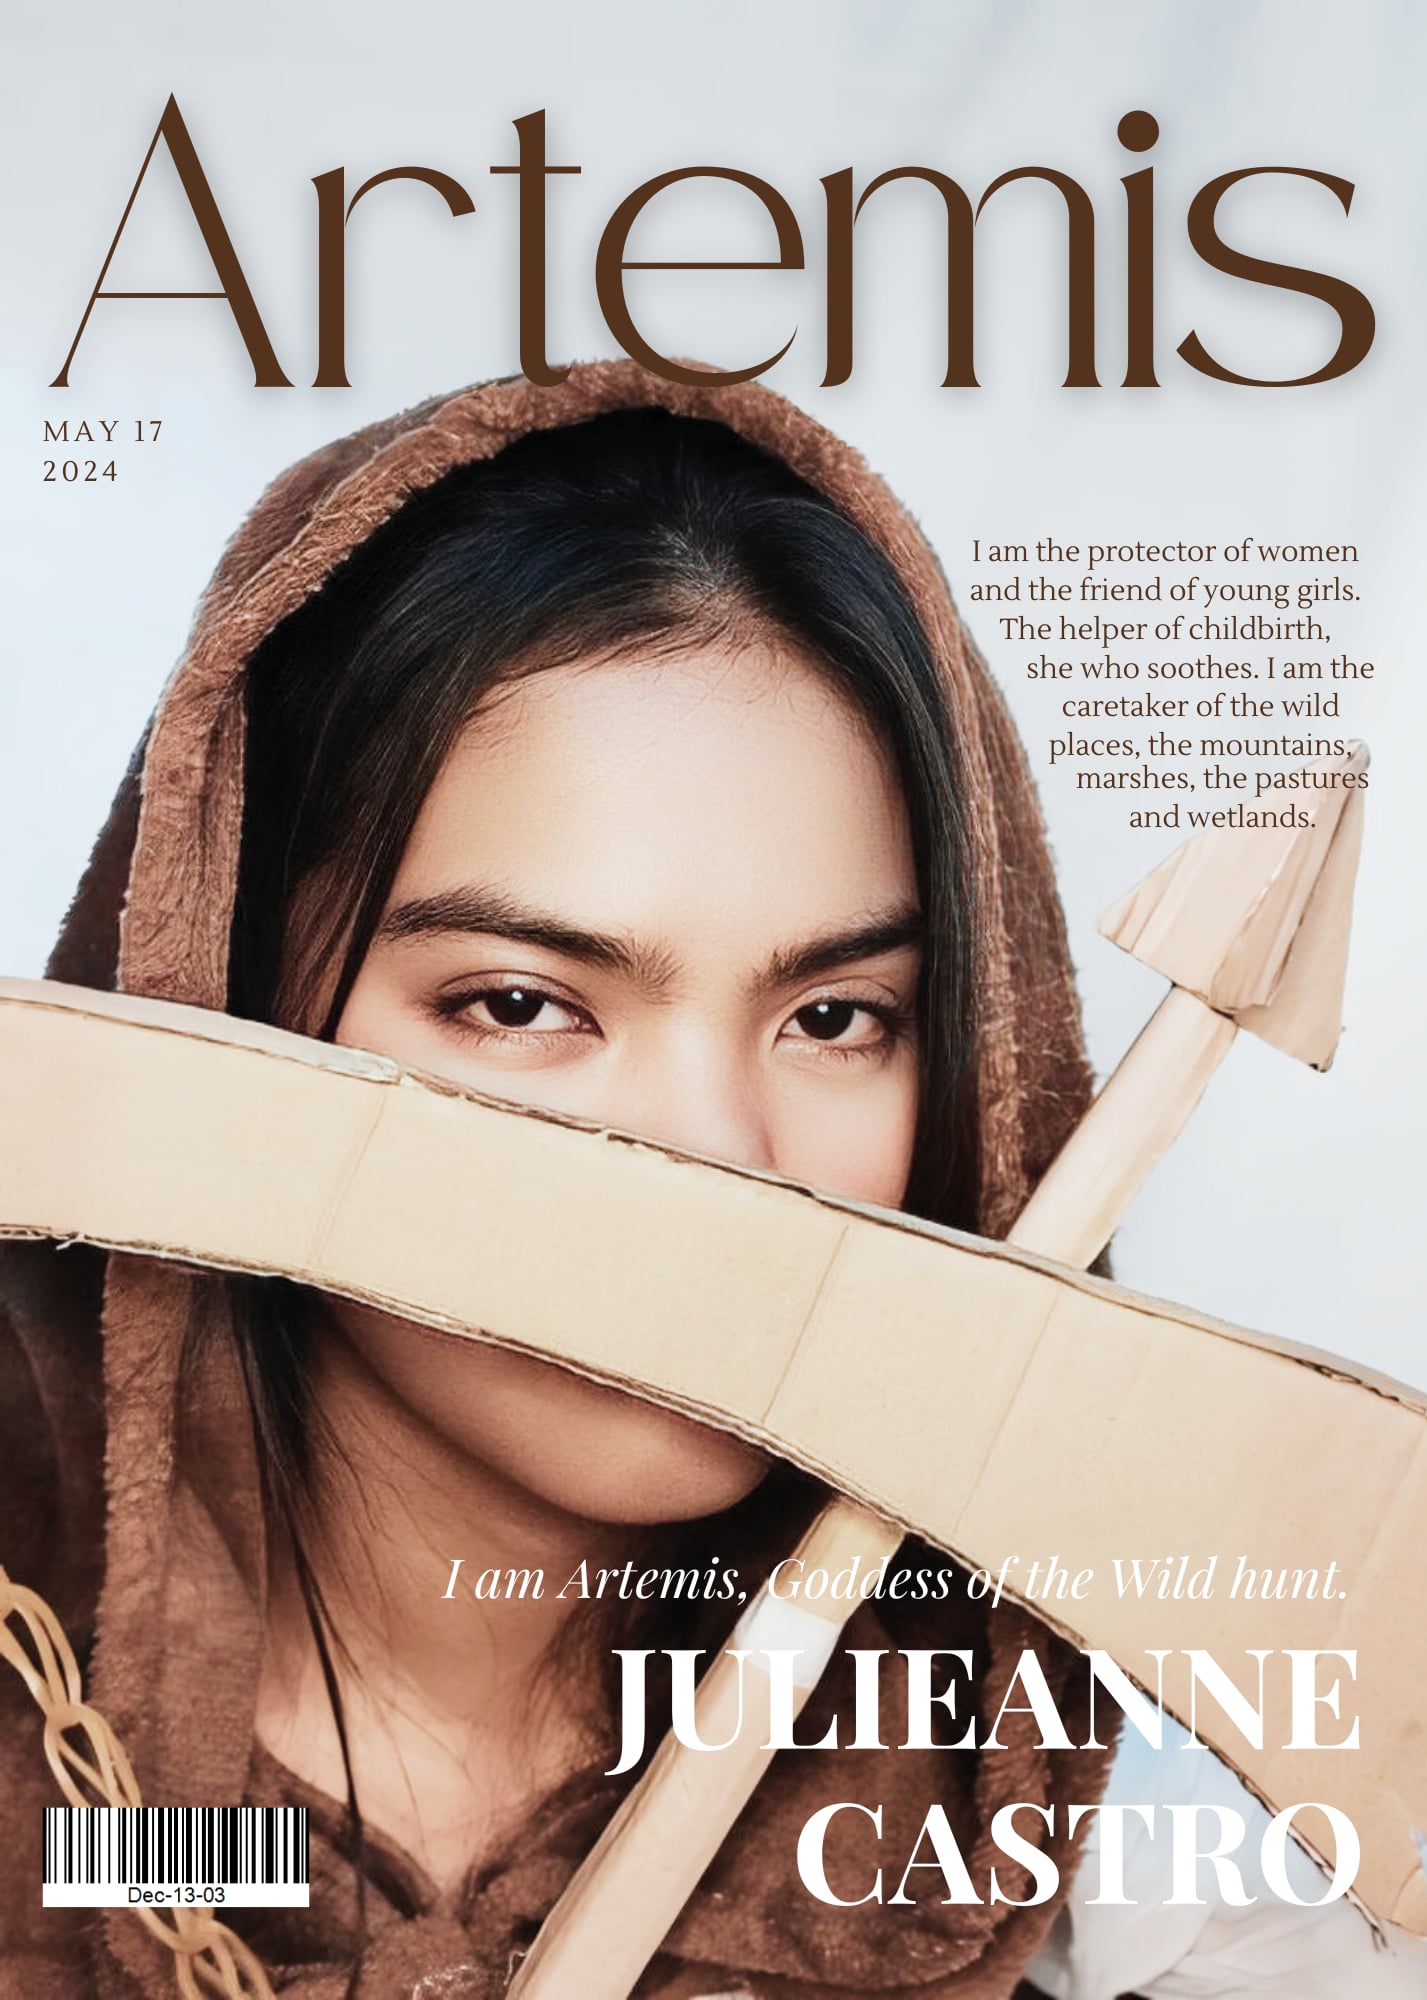 Artemis
MAY 17
2024
I am the protector of women
and the friend of young girls.
The helper of childbirth,
she who soothes. I am the
caretaker of the wild
places, the mountains,
marshes, the pastures
and wetlands.
I am Artemis, Goddess of the Wild hunt.
JULIEANNE
CASTRO
Dec-13-03